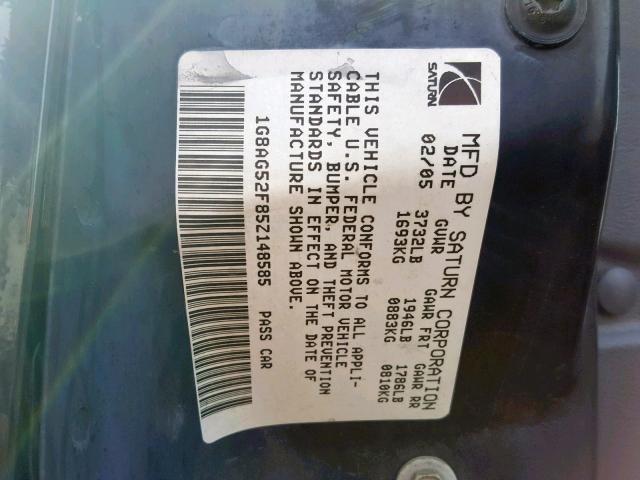 SATURN
MFD BY SATURN CORPORATION
DATE GVWR GAWR FRT GAWR RR
02/05 3732LB 1946LB 1786LB
1693KG 0883KG 0810KG
THIS VEHICLE CONFORMS TO ALL APPLI-
CABLE U.S. FEDERAL MOTOR VEHICLE
SAFETY, BUMPER, AND THEFT PREVENTION
STANDARDS IN EFFECT ON THE DATE OF
MANUFACTURE SHOWN ABOVE.
1G8AG52F85Z148585 PASS CAR